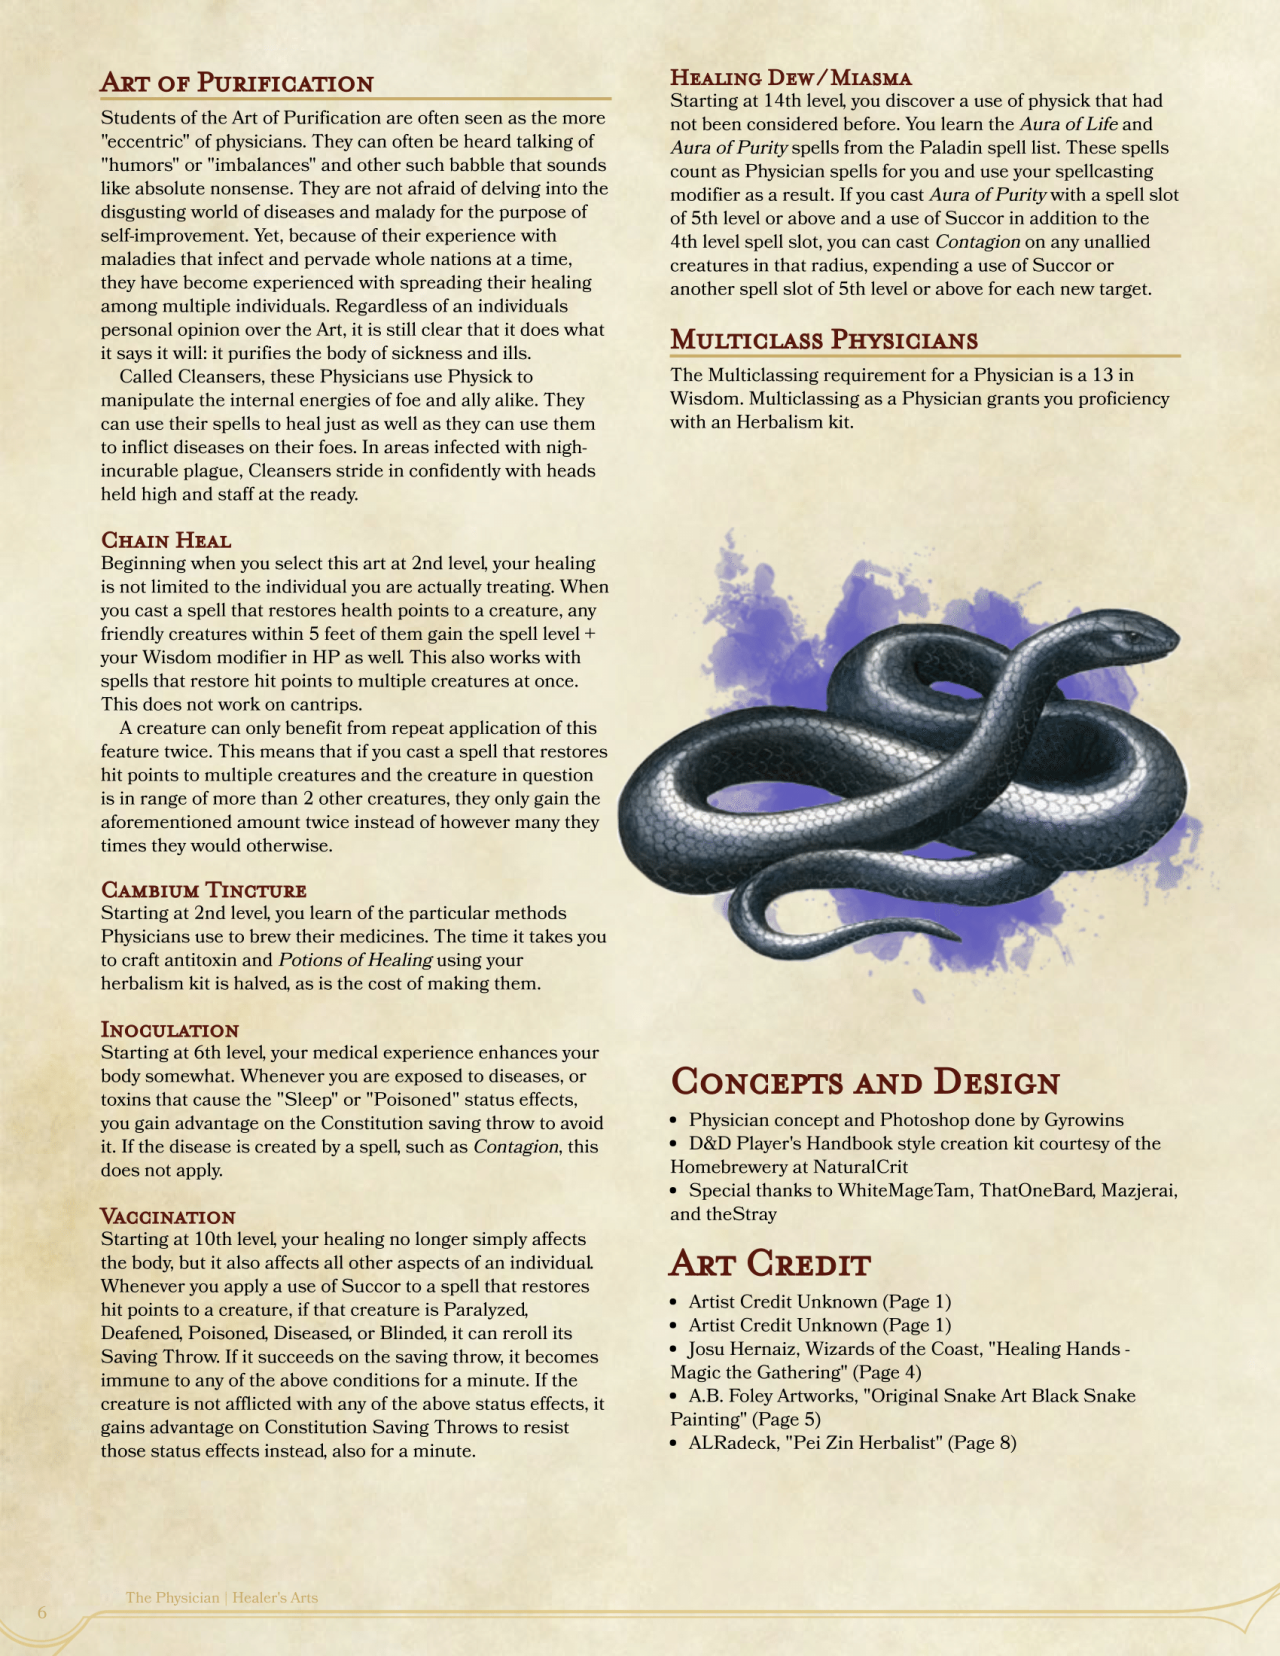 Art of Purification
Students of the Art of Purification are often seen as the more
"eccentric" of physicians. They can often be heard talking of
"humors" or "imbalances" and other such babble that sounds
like absolute nonsense. They are not afraid of delving into the
disgusting world of diseases and malady for the purpose of
self-improvement. Yet, because of their experience with
maladies that infect and pervade whole nations at a time,
they have become experienced with spreading their healing
among multiple individuals. Regardless of an individuals
personal opinion over the Art, it is still clear that it does what
it says it will: it purifies the body of sickness and ills.
Called Cleansers, these Physicians use Physick to
manipulate the internal energies of foe and ally alike. They
can use their spells to heal just as well as they can use them
to inflict diseases on their foes. In areas infected with nigh-
incurable plague, Cleansers stride in confidently with heads
held high and staff at the ready.
Chain Heal
Beginning when you select this art at 2nd level, your healing
is not limited to the individual you are actually treating. When
you cast a spell that restores health points to a creature, any
friendly creatures within 5 feet of them gain the spell level +
your Wisdom modifier in HP as well. This also works with
spells that restore hit points to multiple creatures at once.
This does not work on cantrips.
A creature can only benefit from repeat application of this
feature twice. This means that if you cast a spell that restores
hit points to multiple creatures and the creature in question
is in range of more than 2 other creatures, they only gain the
aforementioned amount twice instead of however many they
times they would otherwise.
Cambium Tincture
Starting at 2nd level, you learn of the particular methods
Physicians use to brew their medicines. The time it takes you
to craft antitoxin and Potions of Healing using your
herbalism kit is halved, as is the cost of making them.
Inoculation
Starting at 6th level, your medical experience enhances your
body somewhat. Whenever you are exposed to diseases, or
toxins that cause the "Sleep" or "Poisoned" status effects,
you gain advantage on the Constitution saving throw to avoid
it. If the disease is created by a spell, such as Contagion, this
does not apply.
Vaccination
Starting at 10th level, your healing no longer simply affects
the body, but it also affects all other aspects of an individual.
Whenever you apply a use of Succor to a spell that restores
hit points to a creature, if that creature is Paralyzed,
Deafened, Poisoned, Diseased, or Blinded, it can reroll its
Saving Throw. If it succeeds on the saving throw, it becomes
immune to any of the above conditions for a minute. If the
creature is not afflicted with any of the above status effects, it
gains advantage on Constitution Saving Throws to resist
those status effects instead, also for a minute.
Healing Dew/Miasma
Starting at 14th level, you discover a use of physick that had
not been considered before. You learn the Aura of Life and
Aura of Purity spells from the Paladin spell list. These spells
count as Physician spells for you and use your spellcasting
modifier as a result. If you cast Aura of Purity with a spell slot
of 5th level or above and a use of Succor in addition to the
4th level spell slot, you can cast Contagion on any unallied
creatures in that radius, expending a use of Succor or
another spell slot of 5th level or above for each new target.
Multiclass Physicians
The Multiclassing requirement for a Physician is a 13 in
Wisdom. Multiclassing as a Physician grants you proficiency
with an Herbalism kit.
Concepts and Design
• Physician concept and Photoshop done by Gyrowins
• D&D Player's Handbook style creation kit courtesy of the
Homebrewery at NaturalCrit
• Special thanks to WhiteMageTam, ThatOneBard, Mazjerai,
and theStray
Art Credit
• Artist Credit Unknown (Page 1)
• Artist Credit Unknown (Page 1)
• Josu Hernaiz, Wizards of the Coast, "Healing Hands -
Magic the Gathering" (Page 4)
• A.B. Foley Artworks, "Original Snake Art Black Snake
Painting" (Page 5)
• ALRadeck, "Pei Zin Herbalist" (Page 8)
The Physician | Healer's Arts
6